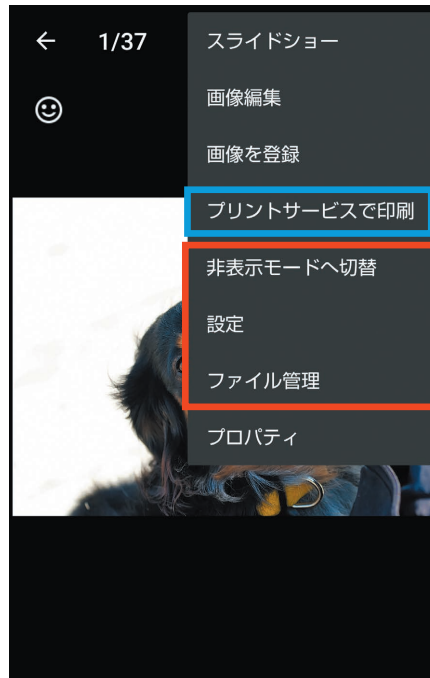 1/37
スライドショー
画像編集
画像を登録
プリントサービスで印刷
非表示モードへ切替
設定
ファイル管理
プロパティ